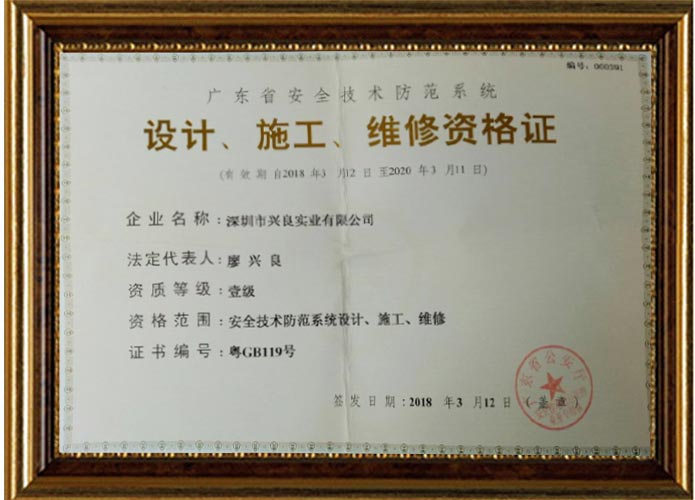 编号：000391
广东省安全技术防范系统
设计、施工、维修资格证
(有效期自2018 年3 月12 日至2020 年3 月11 日)
企业名称：深圳市兴良实业有限公司
法定代表人：廖兴良
资质等级：壹级
资格范围：安全技术防范系统设计、施工、维修
证书编号：粤GB119号
东省公安厅
签发日期：2018 年3 月12 日 (盖章)